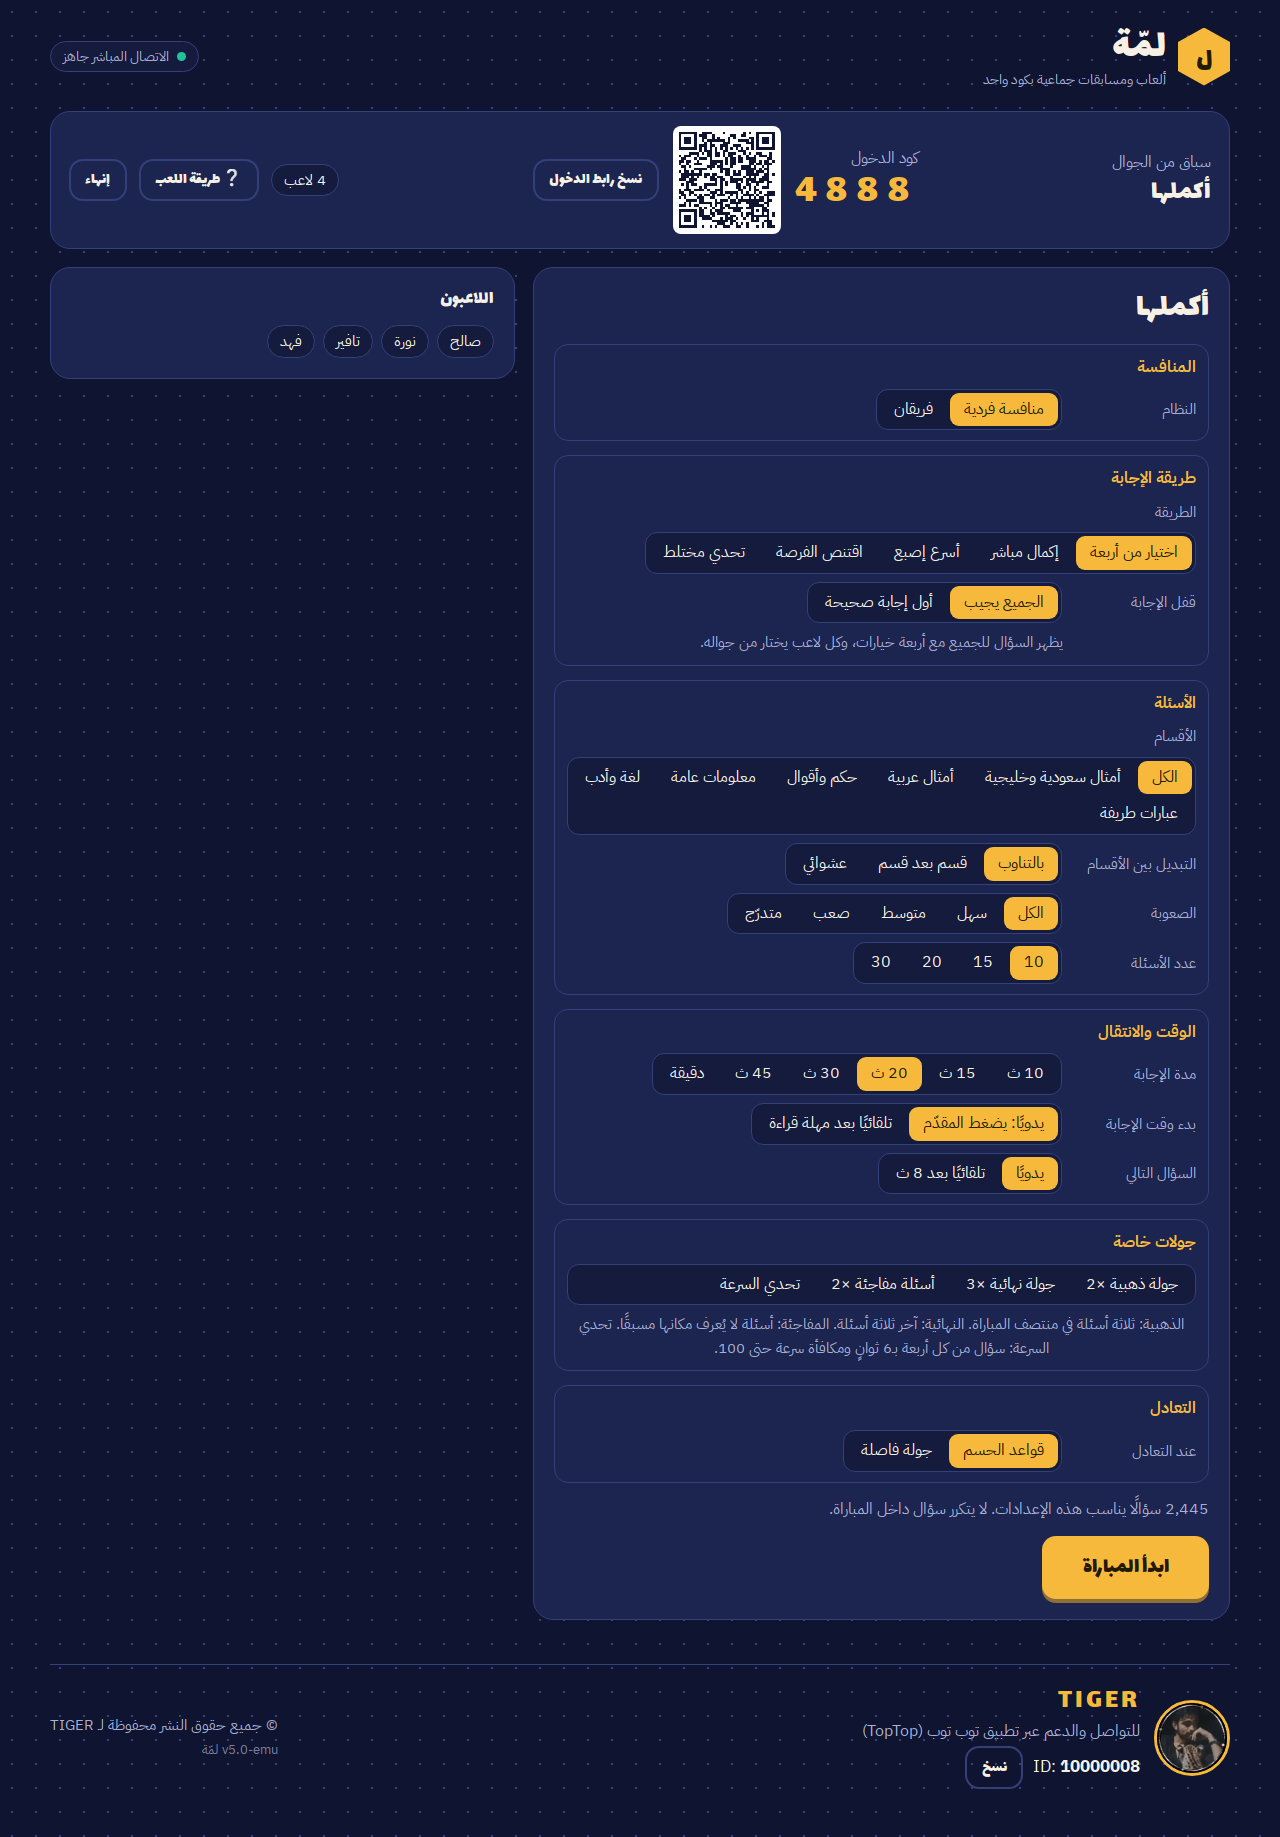 ل
لمّة
ألعاب ومسابقات جماعية بكود واحد
الاتصال المباشر جاهز
سباق من الجوال
أكملها
كود الدخول
4888
نسخ رابط الدخول
4 لاعب
❔ طريقة اللعب
إنهاء
أكملها
المنافسة
النظام
منافسة فردية
فريقان
طريقة الإجابة
الطريقة
اختيار من أربعة
إكمال مباشر
أسرع إصبع
اقتنص الفرصة
تحدي مختلط
قفل الإجابة
الجميع يجيب
أول إجابة صحيحة
يظهر السؤال للجميع مع أربعة خيارات، وكل لاعب يختار من جواله.
الأسئلة
الأقسام
الكل
أمثال سعودية وخليجية
أمثال عربية
حكم وأقوال
معلومات عامة
لغة وأدب
عبارات طريفة
التبديل بين الأقسام
بالتناوب
قسم بعد قسم
عشوائي
الصعوبة
الكل
سهل
متوسط
صعب
متدرّج
عدد الأسئلة
10
15
20
30
الوقت والانتقال
مدة الإجابة
10 ث
15 ث
20 ث
30 ث
45 ث
دقيقة
بدء وقت الإجابة
يدويًا: يضغط المقدّم
تلقائيًا بعد مهلة قراءة
السؤال التالي
يدويًا
تلقائيًا بعد 8 ث
جولات خاصة
جولة ذهبية ×2
جولة نهائية ×3
أسئلة مفاجئة ×2
تحدي السرعة
الذهبية: ثلاثة أسئلة في منتصف المباراة. النهائية: آخر ثلاثة أسئلة. المفاجئة: أسئلة لا يُعرف مكانها مسبقًا. تحدي
السرعة: سؤال من كل أربعة بـ6 ثوانٍ ومكافأة سرعة حتى 100.
التعادل
عند التعادل
قواعد الحسم
جولة فاصلة
2,445 سؤالًا يناسب هذه الإعدادات. لا يتكرر سؤال داخل المباراة.
ابدأ المباراة
اللاعبون
صالح
نورة
تافير
فهد
TIGER
للتواصل والدعم عبر تطبيق توب توب (TopTop)
ID: 10000008
نسخ
© جميع حقوق النشر محفوظة لـ TIGER
لمّة v5.0-emu